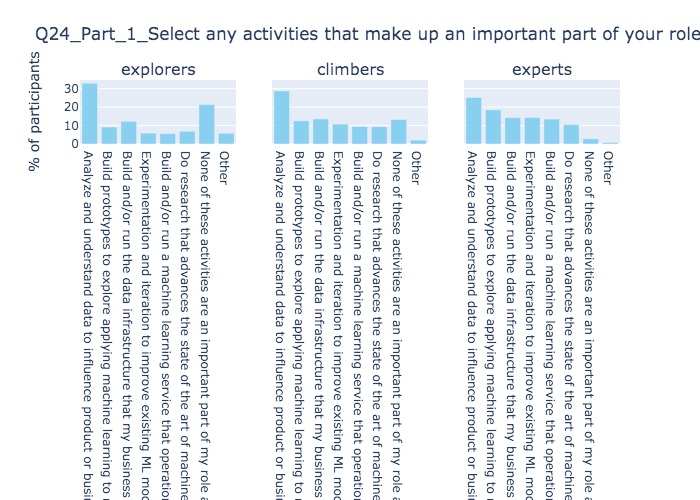 Q24_Part_1_Select any activities that make up an important part of your role
% of participants
explorers
climbers
experts
30
20
10
0
Analyze and understand data to influence product or busin
Build prototypes to explore applying machine learning to
Build and/or run the data infrastructure that my business
Experimentation and iteration to improve existing ML mod
Build and/or run a machine learning service that operation
Do research that advances the state of the art of machine
None of these activities are an important part of my role a
Other
Analyze and understand data to influence product or busin
Build prototypes to explore applying machine learning to
Build and/or run the data infrastructure that my business
Experimentation and iteration to improve existing ML mod
Build and/or run a machine learning service that operation
Do research that advances the state of the art of machine
None of these activities are an important part of my role a
Other
Analyze and understand data to influence product or busin
Build prototypes to explore applying machine learning to
Build and/or run the data infrastructure that my business
Experimentation and iteration to improve existing ML mod
Build and/or run a machine learning service that operation
Do research that advances the state of the art of machine
None of these activities are an important part of my role a
Other